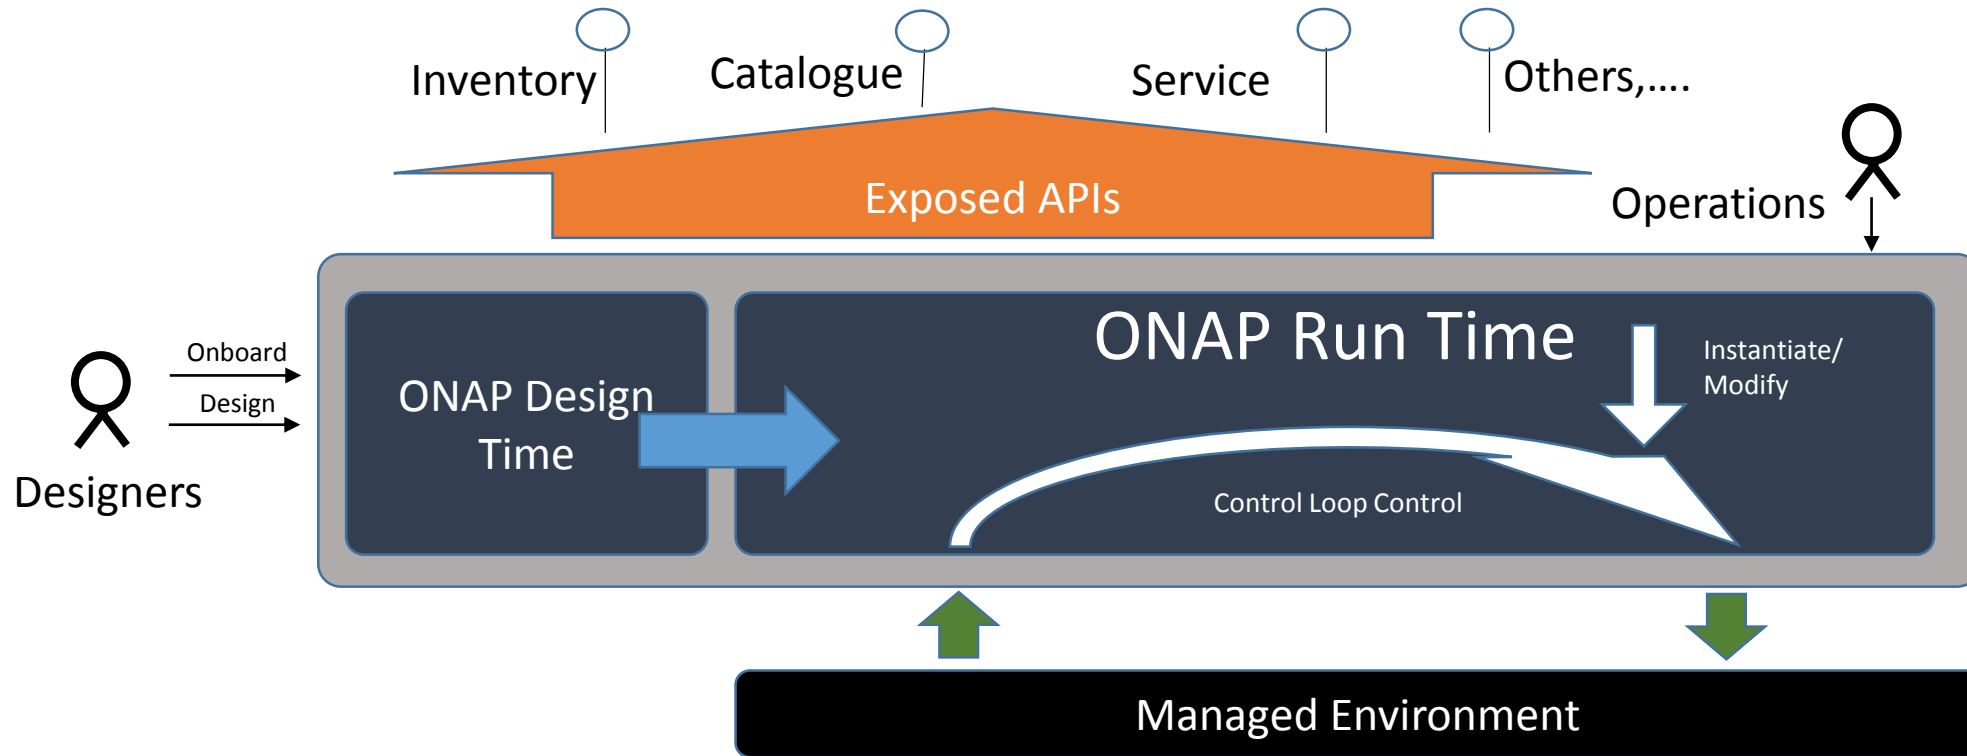 Inventory
Catalogue
Service
Others,....
Exposed APIs
Operations
ONAP Run Time
Onboard
Design
Designers
ONAP Design
Time
Instantiate/
Modify
Control Loop Control
Managed Environment